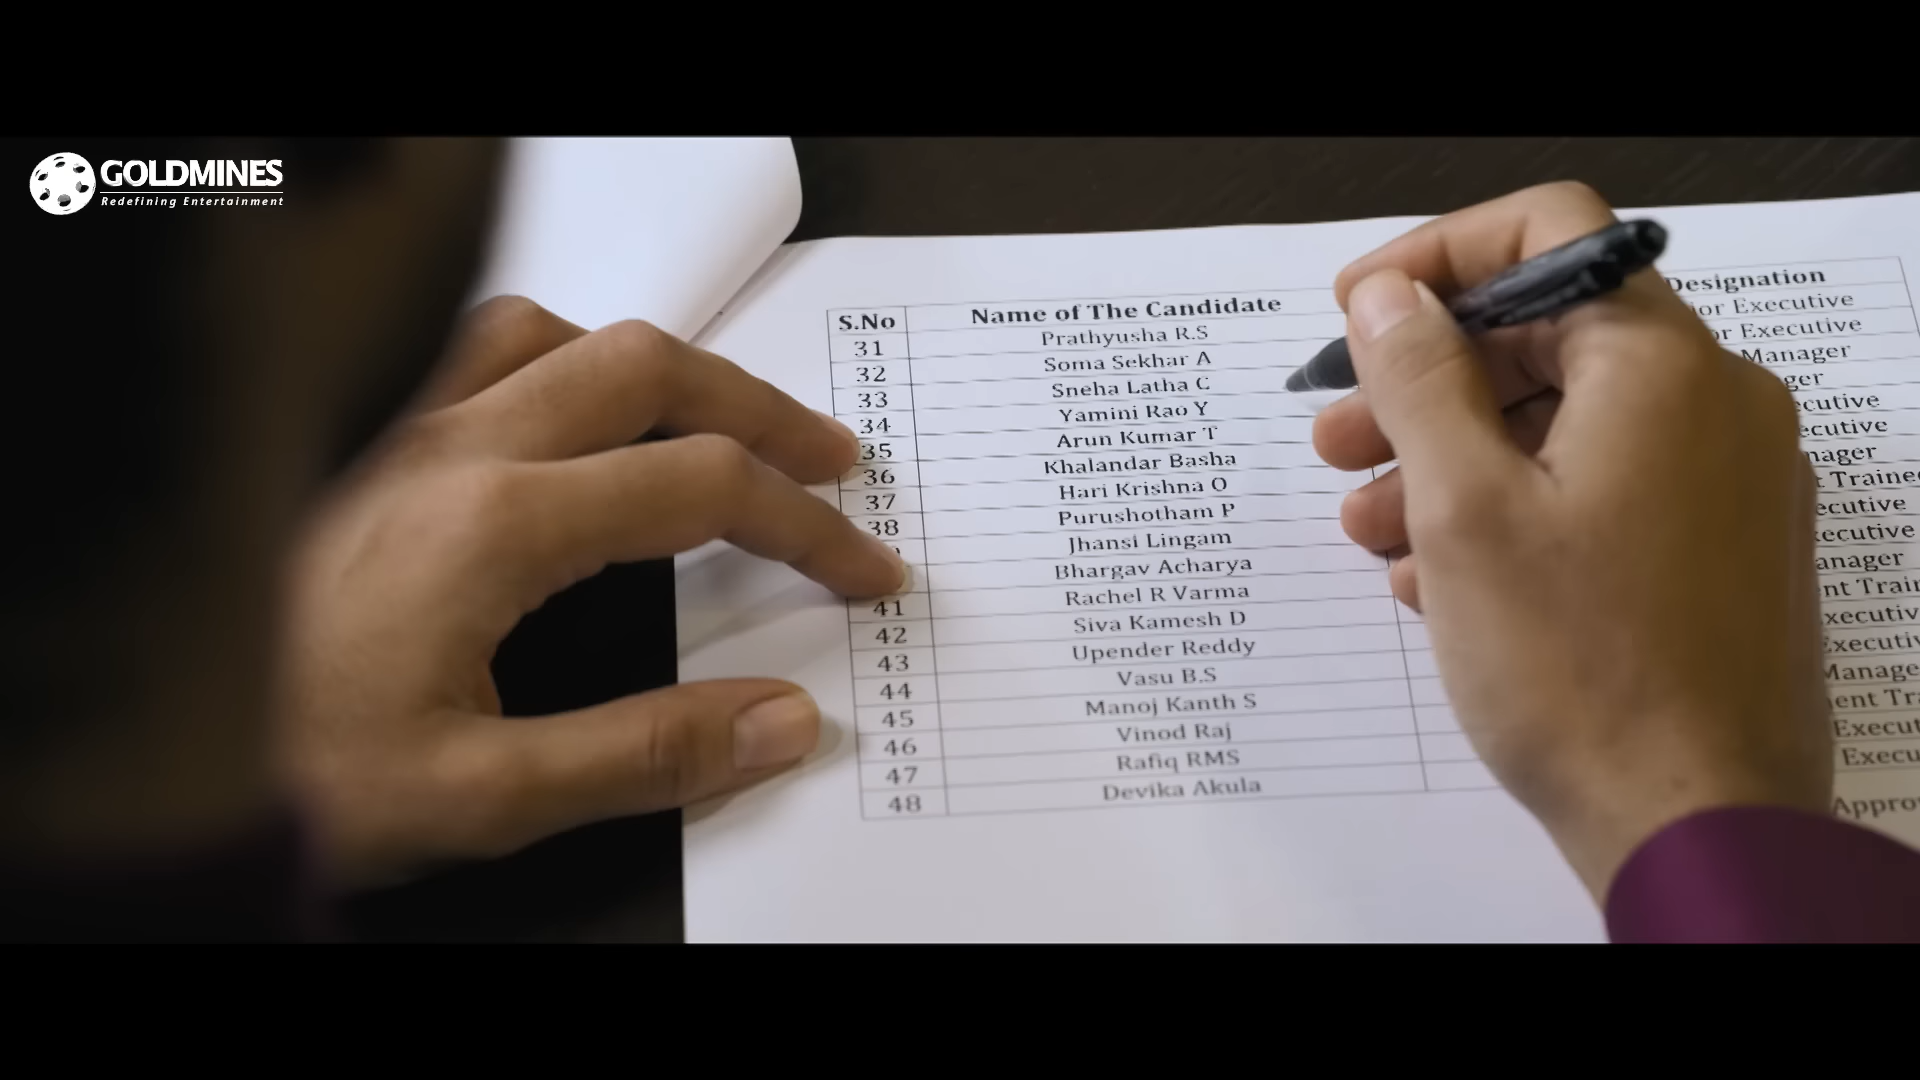 GOLDMINES
Redefining Entertainment
S.No Name of The Candidate Designation
31 Prathyusha R.S Executive
32 Soma Sekhar A Executive
33 Sneha Latha C Manager
34 Yamini Rao Y
35 Arun Kumar T
36 Khalandar Basha
37 Hari Krishna O
38 Purushotham P
Jhansi Lingam
Bhargav Acharya
41 Rachel R Varma
42 Siva Kamesh D
43 Upender Reddy
44 Vasu B.S
45 Manoj Kanth S
46 Vinod Raj
47 Rafiq RMS
48 Devika Akula